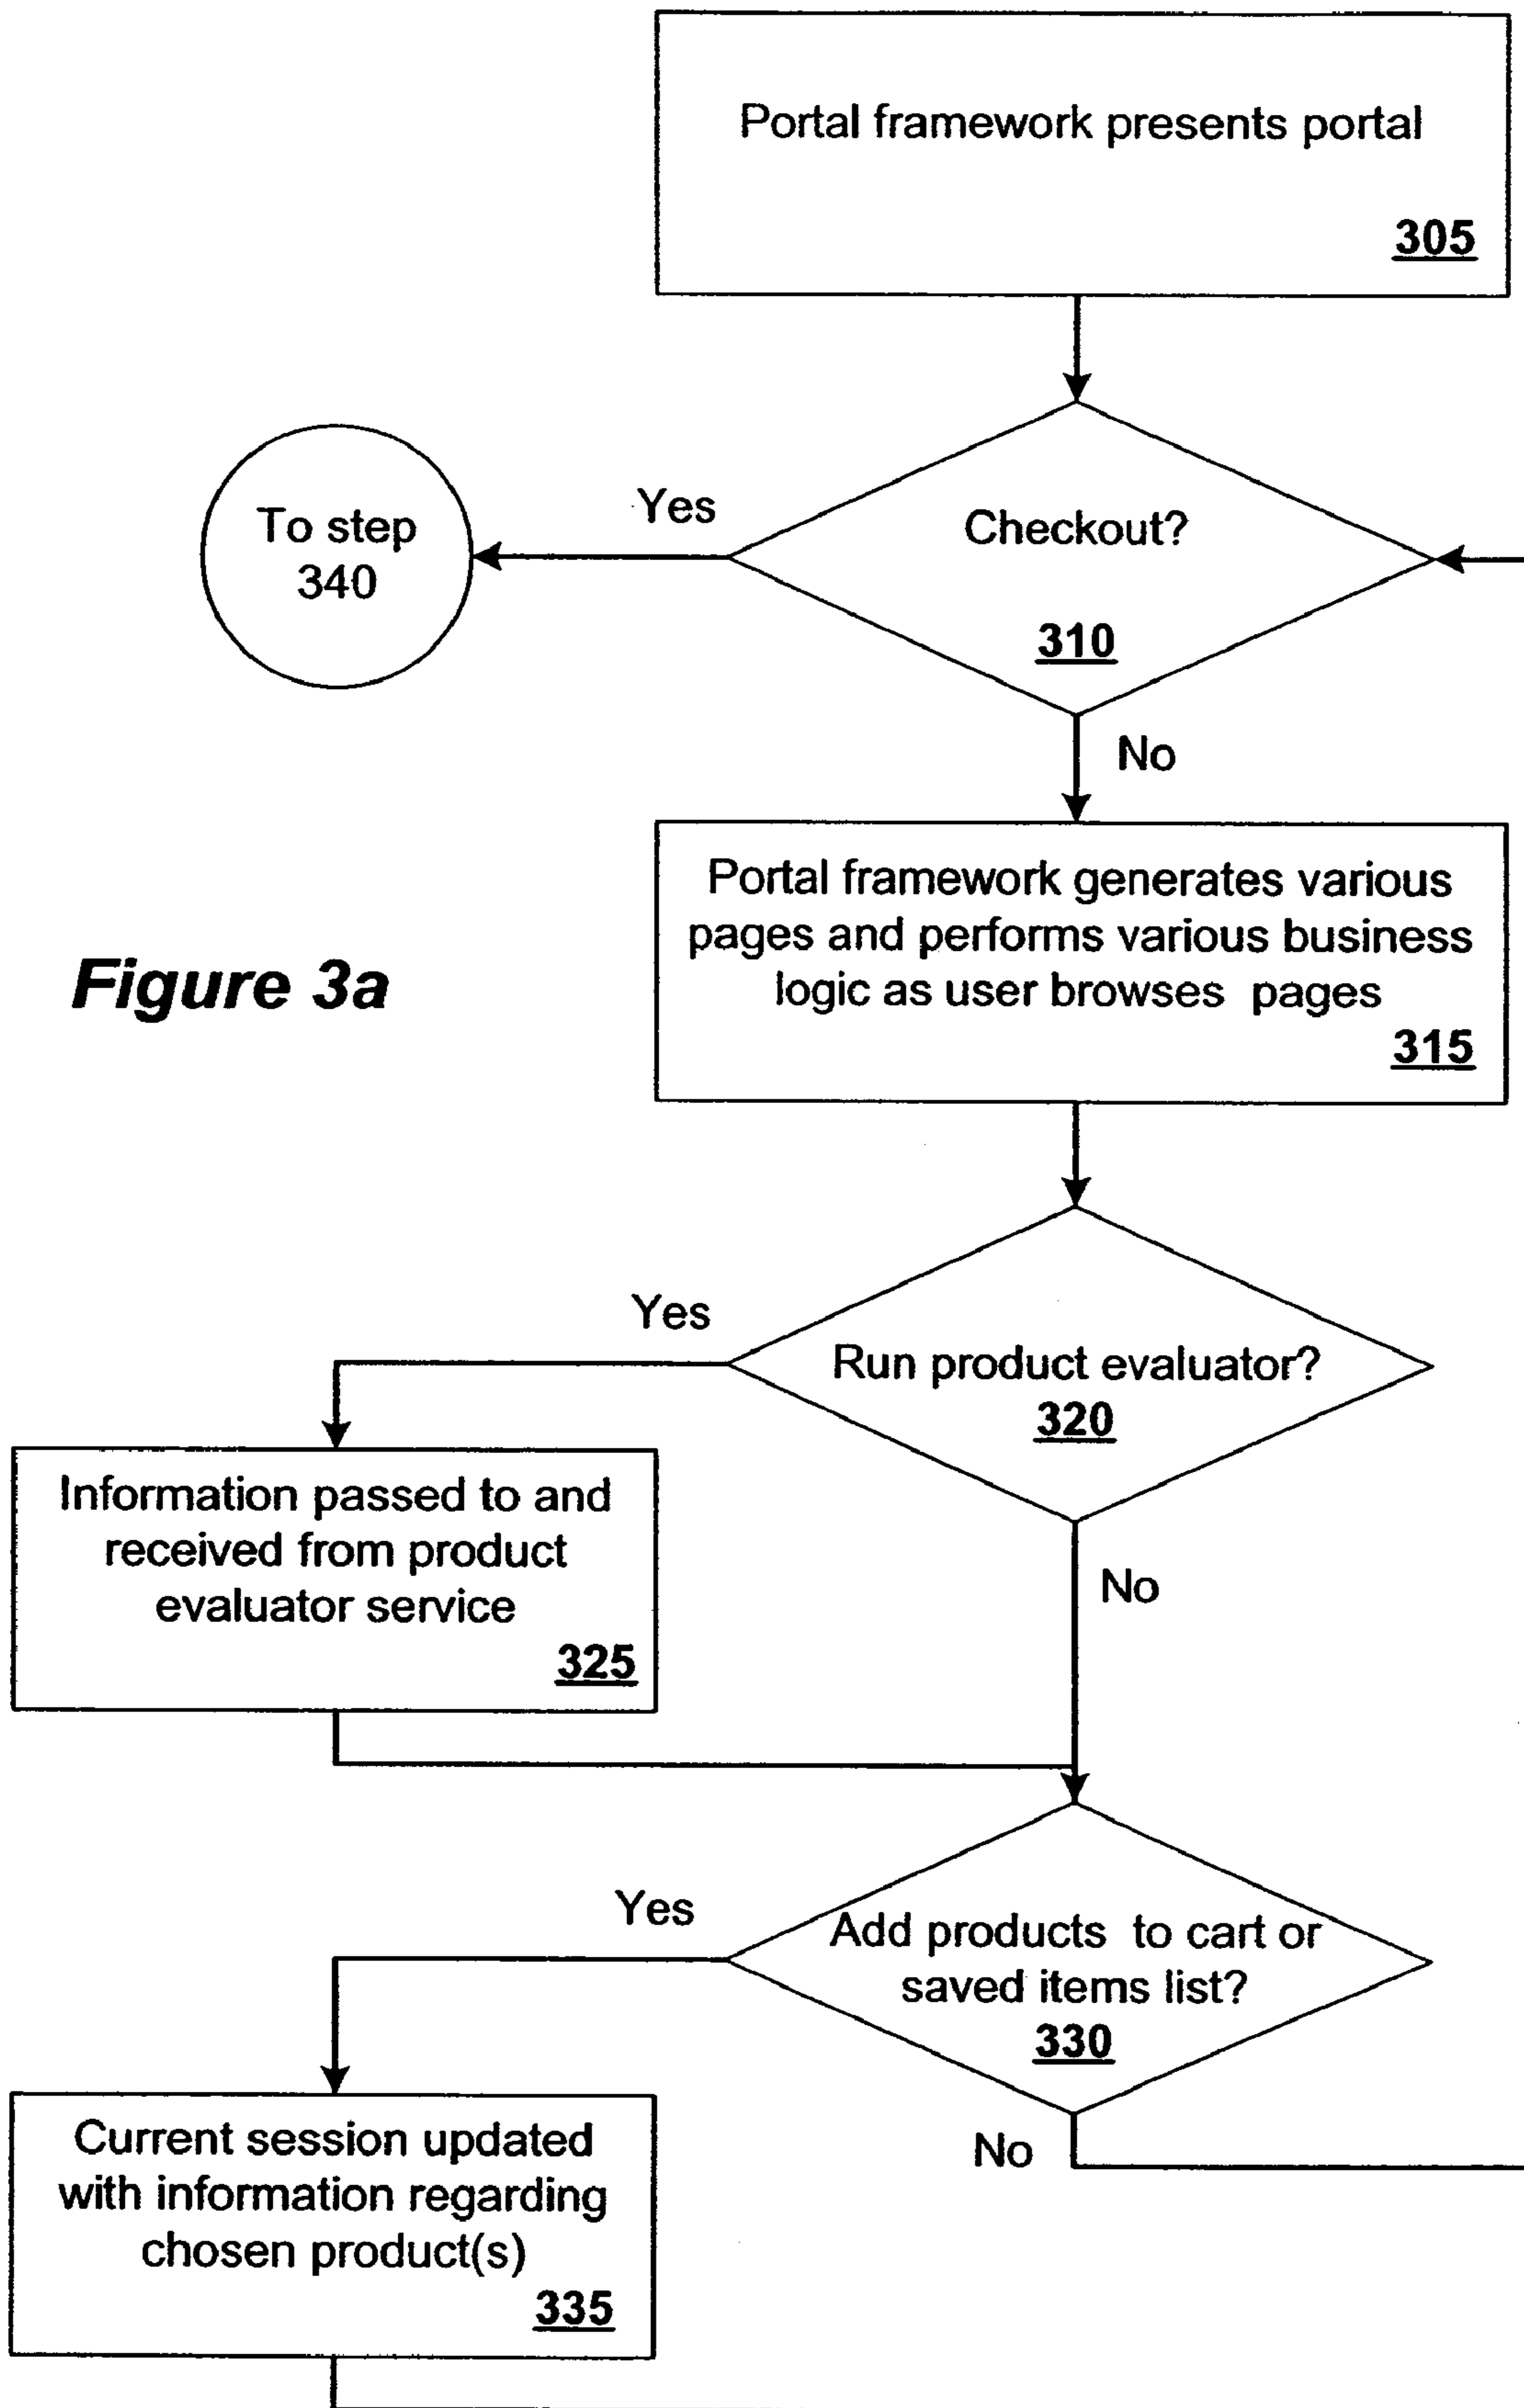 Portal framework presents portal
305
Yes
To step
340
Checkout?
310
No
Portal framework generates various
pages and performs various business
logic as user browses pages
315
Figure 3a
Yes
Run product evaluator?
320
Information passed to and
received from product
evaluator service
325
No
Yes
Add products to cart or
saved items list?
330
No
Current session updated
with information regarding
chosen product(s)
335